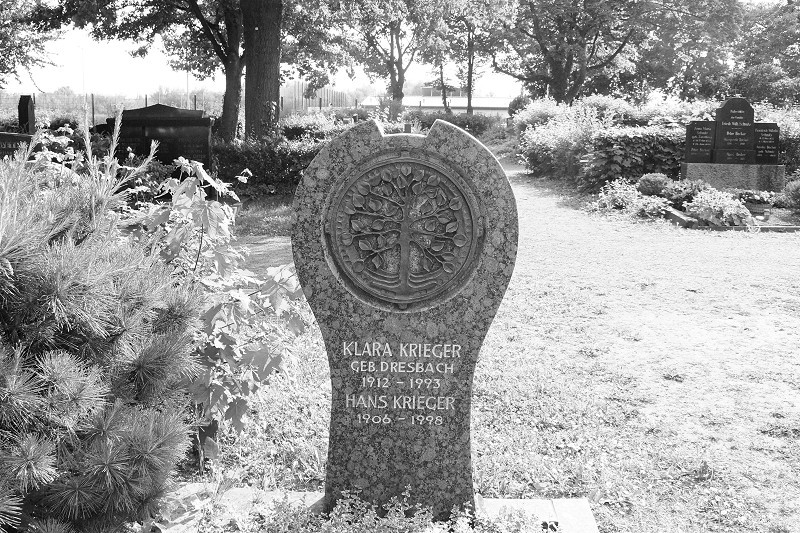 KLARA KRIEGER
GEB. DRESBACH
1912 – 1993
HANS KRIEGER
1906 – 1998